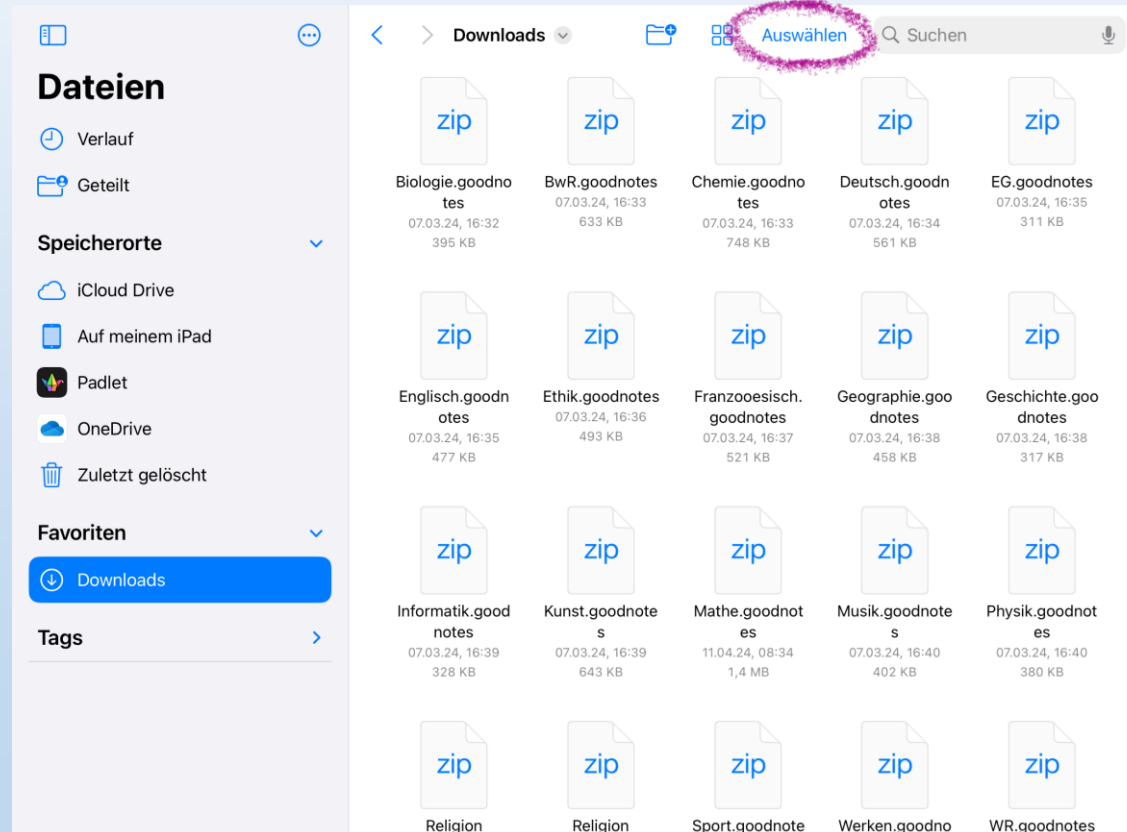 Downloads
Auswählen
Suchen
Dateien
Verlauf
Geteilt
Speicherorte
iCloud Drive
Auf meinem iPad
Padlet
OneDrive
Zuletzt gelöscht
Favoriten
Downloads
Tags
zip
zip
zip
zip
zip
Biologie.goodno
tes
07.03.24, 16:32
395 KB
BwR.goodnotes
07.03.24, 16:33
633 KB
Chemie.goodno
tes
07.03.24, 16:33
748 KB
Deutsch.goodn
otes
07.03.24, 16:34
561 KB
EG.goodnotes
07.03.24, 16:35
311 KB
zip
zip
zip
zip
zip
Englisch.goodn
otes
07.03.24, 16:35
477 KB
Ethik.goodnotes
07.03.24, 16:36
493 KB
Franzooesisch.
goodnotes
07.03.24, 16:37
521 KB
Geographie.goo
dnotes
07.03.24, 16:38
458 KB
Geschichte.goo
dnotes
07.03.24, 16:38
317 KB
zip
zip
zip
zip
zip
Informatik.good
notes
07.03.24, 16:39
328 KB
Kunst.goodnote
s
07.03.24, 16:39
643 KB
Mathe.goodnot
es
11.04.24, 08:34
1,4 MB
Musik.goodnote
s
07.03.24, 16:40
402 KB
Physik.goodnot
es
07.03.24, 16:40
380 KB
zip
zip
zip
zip
zip
Religion
Religion
Sport.goodnote
Werken.goodno
WR.goodnotes